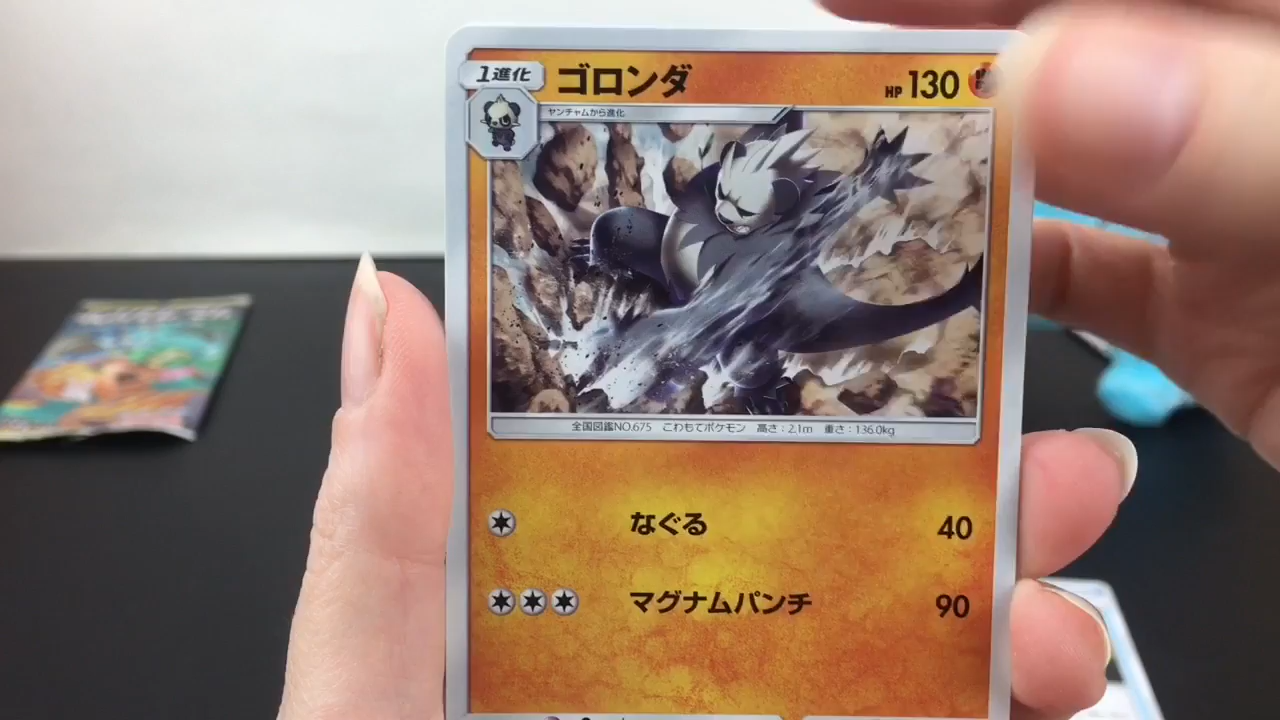 1進化 ゴロンダ HP 130
ヤンチャムから進化
全国図鑑NO.675 こわもてポケモン 高さ:2.1m 重さ:136.0kg
なぐる 40
マグナムパンチ 90